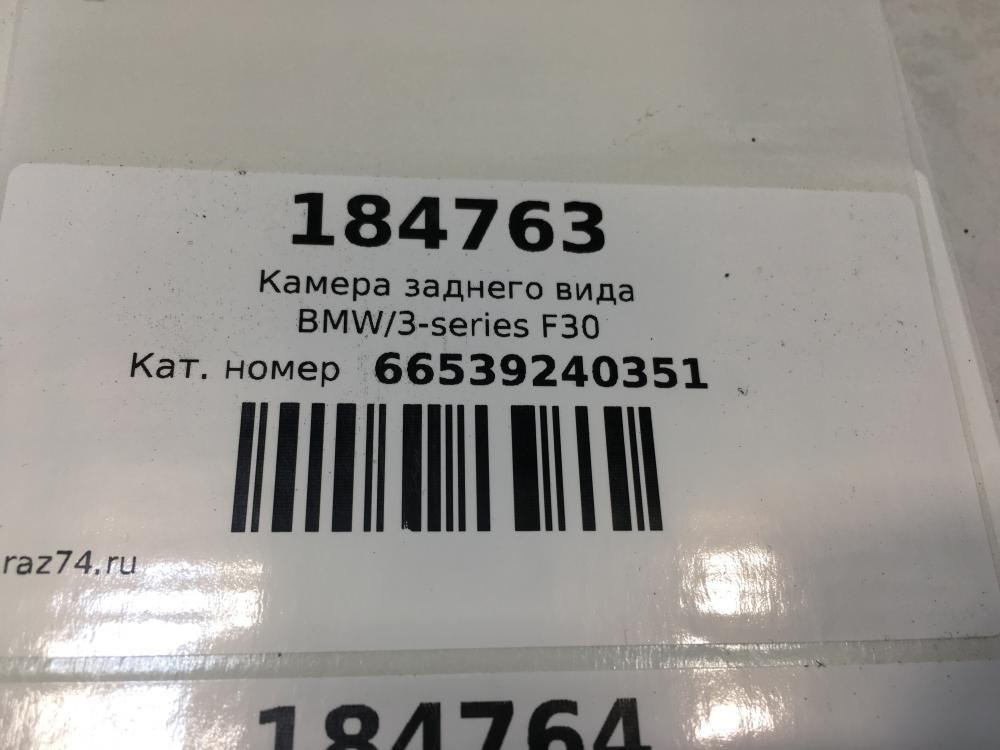 184763
Камера заднего вида
BMW/3-series F30
Кат. номер 66539240351
raz74.ru
184764